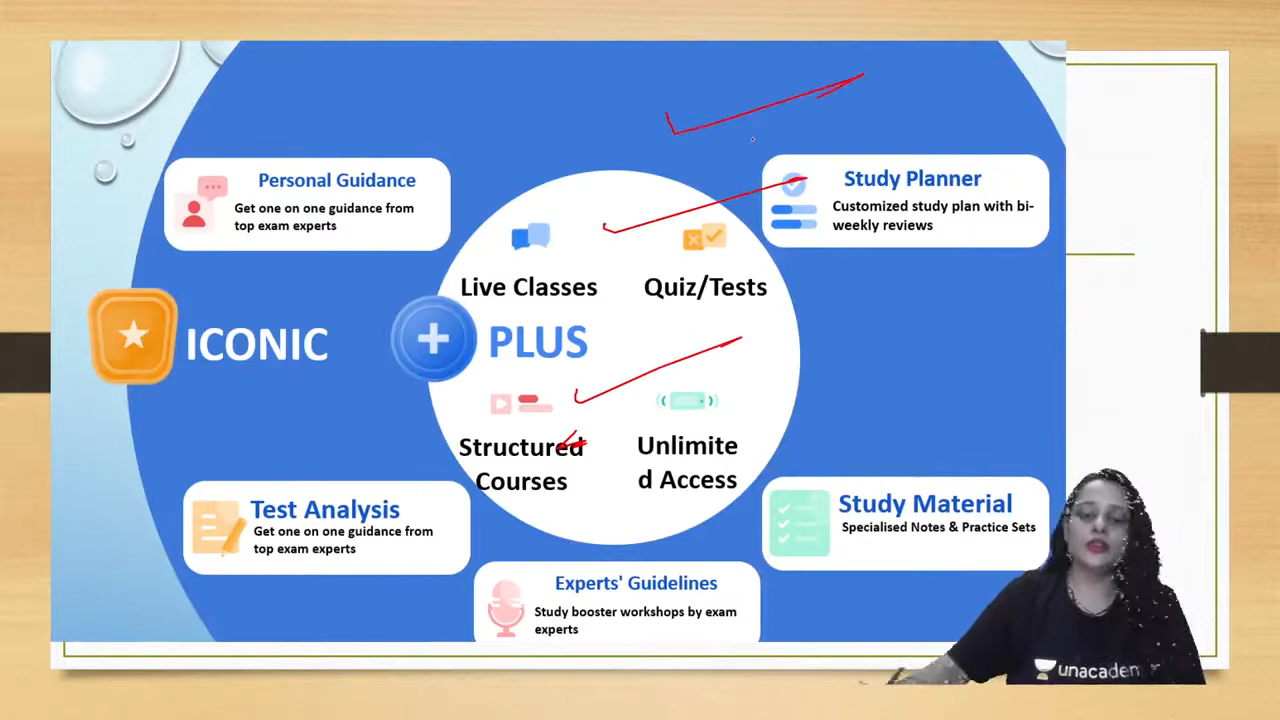 Personal Guidance
Get one on one guidance from
top exam experts
Study Planner
Customized study plan with bi-
weekly reviews
Live Classes
Quiz/Tests
ICONIC
PLUS
Structured
Courses
Unlimite
d Access
Test Analysis
Get one on one guidance from
top exam experts
Study Material
Specialised Notes & Practice Sets
Experts' Guidelines
Study booster workshops by exam
experts
unacadem